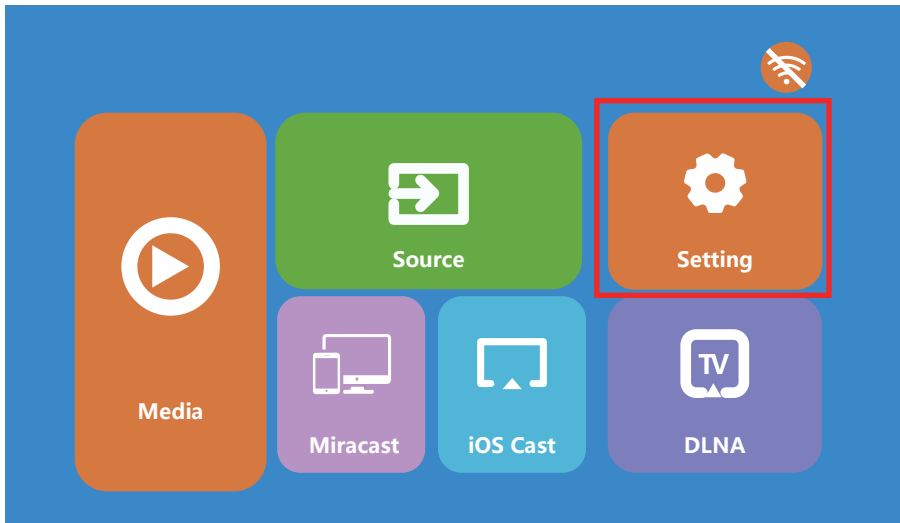 Source
Setting
Media
TV
Miracast
iOS Cast
DLNA